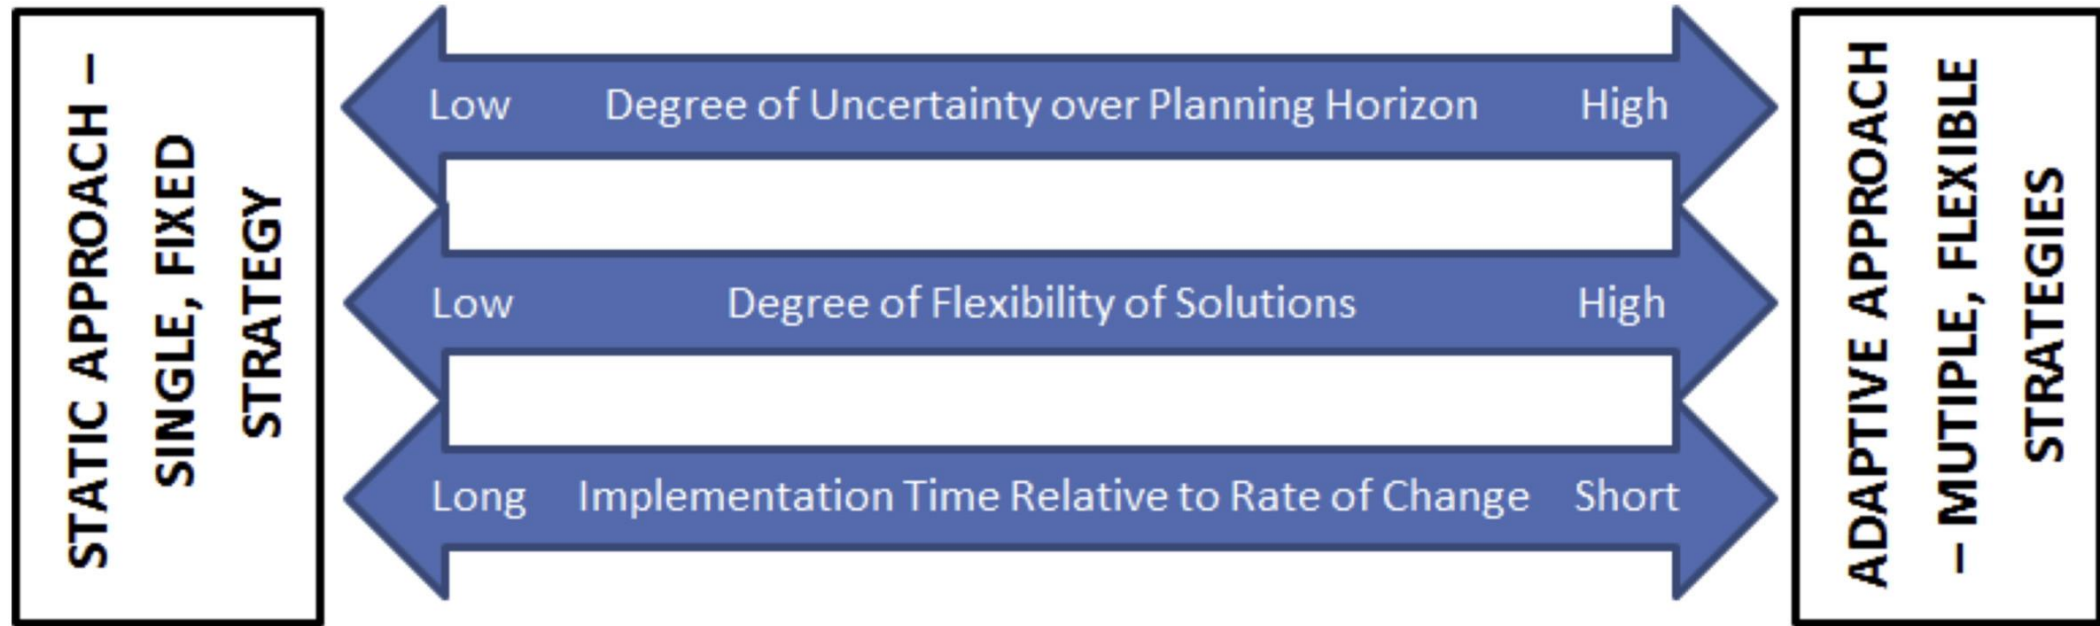 STATIC APPROACH –
SINGLE, FIXED
STRATEGY
Low Degree of Uncertainty over Planning Horizon High
Low Degree of Flexibility of Solutions High
Long Implementation Time Relative to Rate of Change Short
ADAPTIVE APPROACH
– MUTIPLE, FLEXIBLE
STRATEGIES